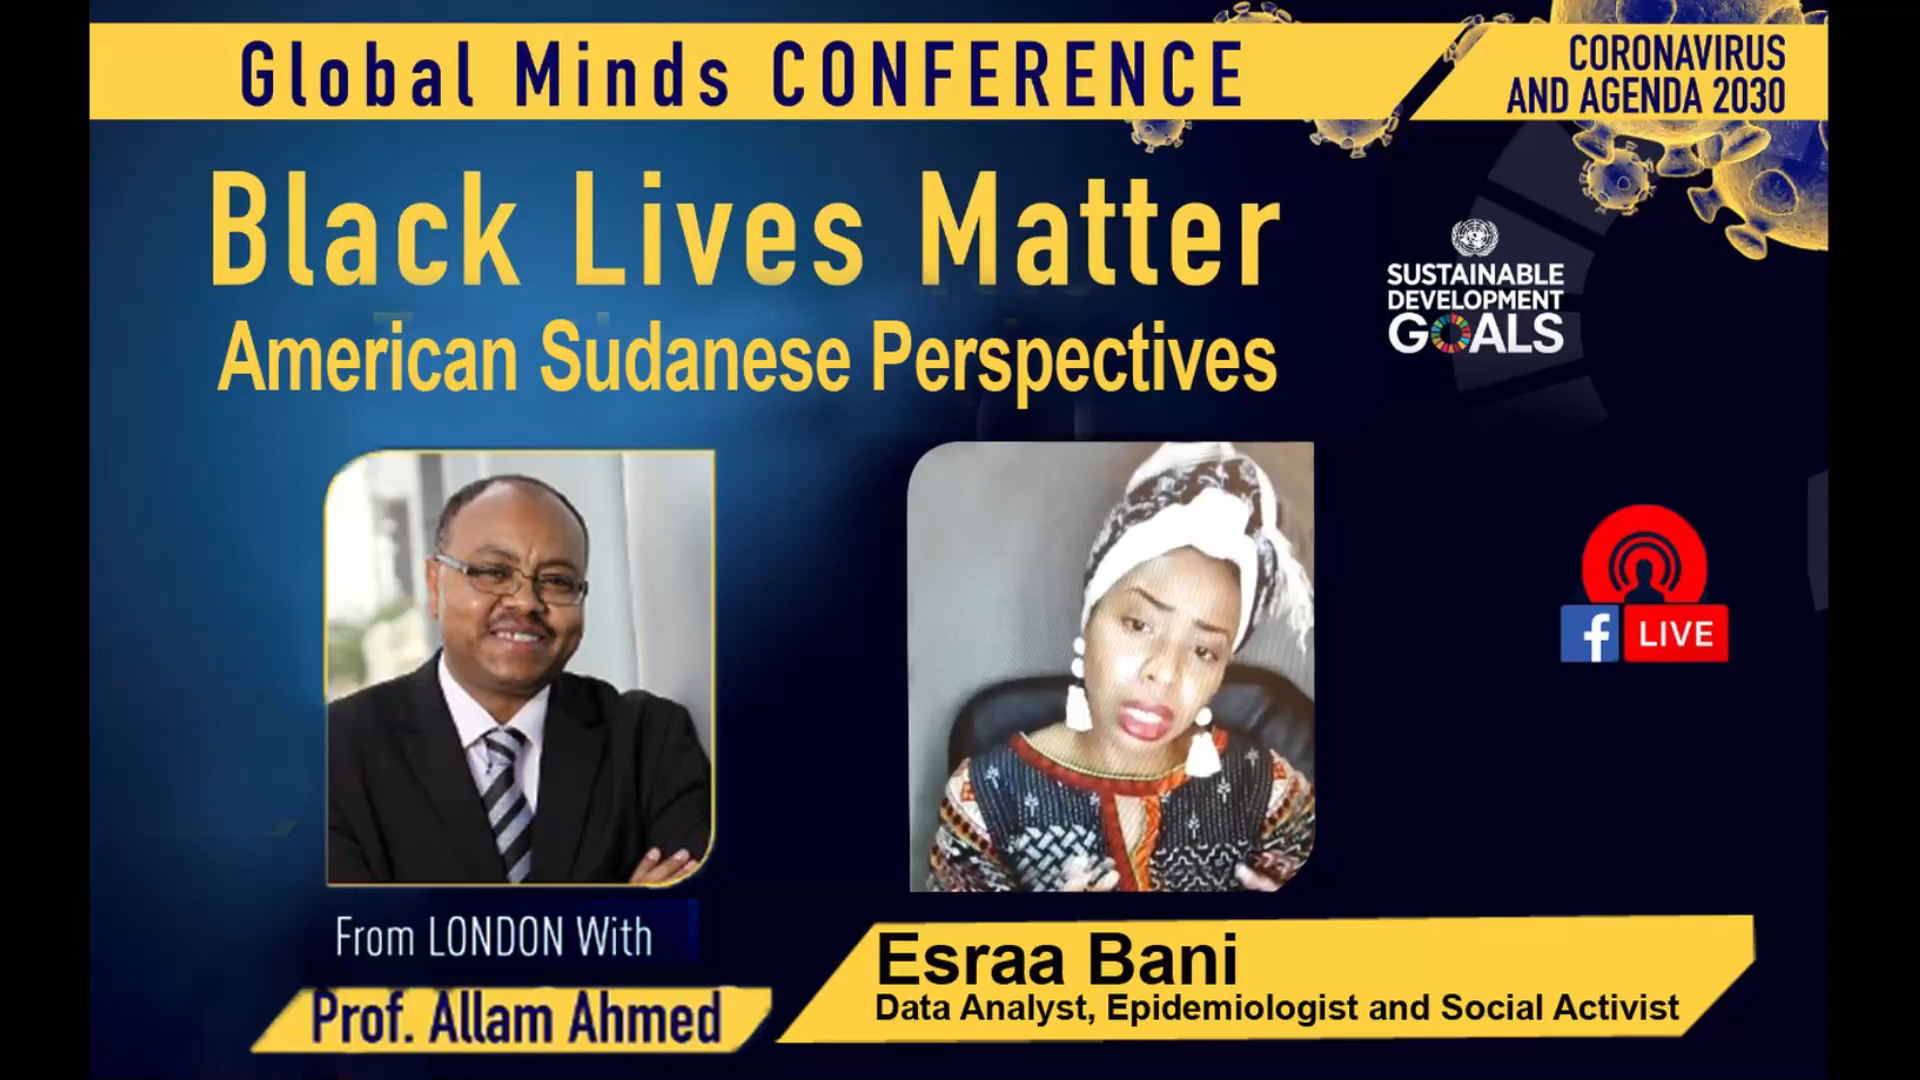 Global Minds CONFERENCE
CORONAVIRUS
AND AGENDA 2030
Black Lives Matter
American Sudanese Perspectives
SUSTAINABLE
DEVELOPMENT
GOALS
f LIVE
From LONDON With
Prof. Allam Ahmed
Esraa Bani
Data Analyst, Epidemiologist and Social Activist